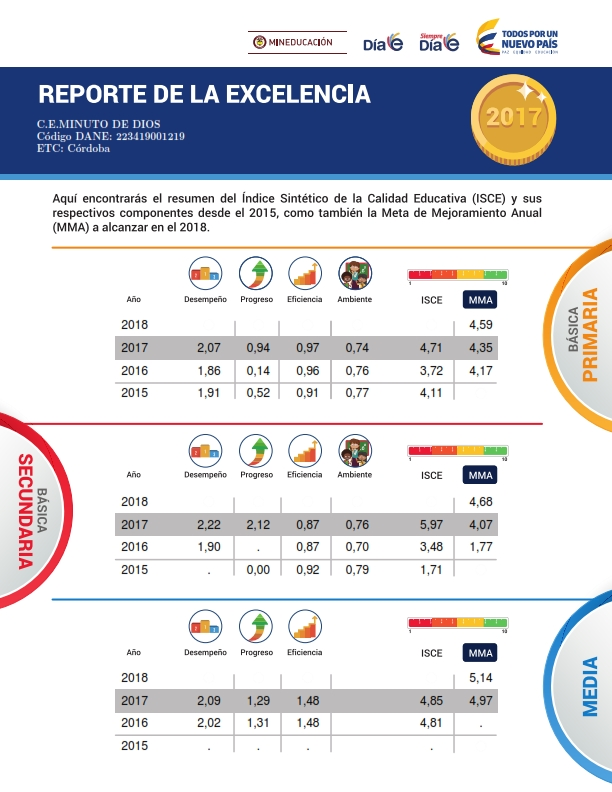 MINEDUCACIÓN
Día e
Siempre
Día e
TODOS POR UN
NUEVO PAÍS
PAZ EQUIDAD EDUCACIÓN
REPORTE DE LA EXCELENCIA
2017
C.E.MINUTO DE DIOS
Código DANE: 223419001219
ETC: Córdoba
Aquí encontrarás el resumen del Índice Sintético de la Calidad Educativa (ISCE) y sus
respectivos componentes desde el 2015, como también la Meta de Mejoramiento Anual
(MMA) a alcanzar en el 2018.
BÁSICA
PRIMARIA
1 10
Año Desempeño Progreso Eficiencia Ambiente ISCE MMA
2018 4,59
2017 2,07 0,94 0,97 0,74 4,71 4,35
2016 1,86 0,14 0,96 0,76 3,72 4,17
2015 1,91 0,52 0,91 0,77 4,11
BÁSICA
SECUNDARIA
1 10
Año Desempeño Progreso Eficiencia Ambiente ISCE MMA
2018 4,68
2017 2,22 2,12 0,87 0,76 5,97 4,07
2016 1,90 . 0,87 0,70 3,48 1,77
2015 . 0,00 0,92 0,79 1,71
MEDIA
1 10
Año Desempeño Progreso Eficiencia ISCE MMA
2018 5,14
2017 2,09 1,29 1,48 4,85 4,97
2016 2,02 1,31 1,48 4,81 .
2015 . . . .